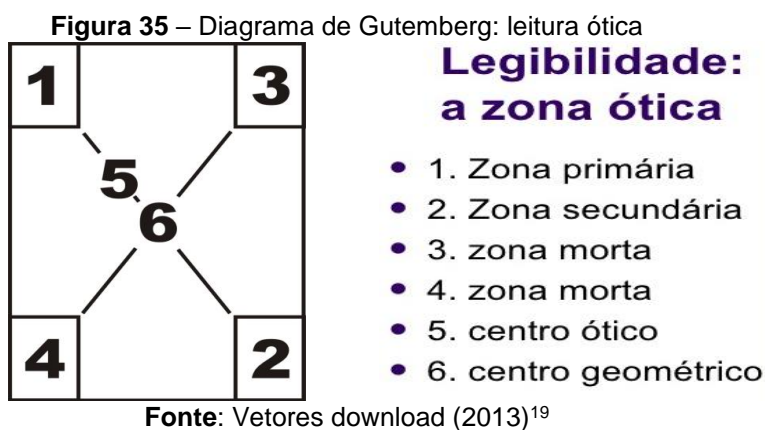 Figura 35 – Diagrama de Gutemberg: leitura ótica
1 3
5
6
4 2
Legibilidade:
a zona ótica
• 1. Zona primária
• 2. Zona secundária
• 3. zona morta
• 4. zona morta
• 5. centro ótico
• 6. centro geométrico
Fonte: Vetores download (2013)19